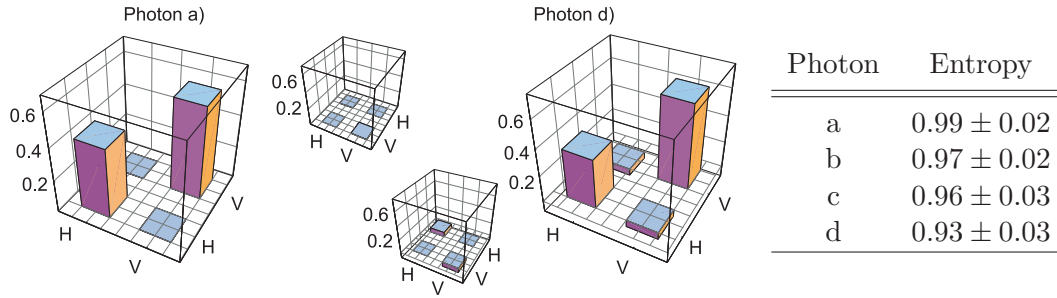 Photon a)
0.6
0.4
0.2
H
V
H
V
0.6
0.2
H
V
H
Photon d)
0.6
0.4
0.2
H
V
H
V
0.6
0.2
H
V
H
Photon Entropy
a 0.99 ± 0.02
b 0.97 ± 0.02
c 0.96 ± 0.03
d 0.93 ± 0.03